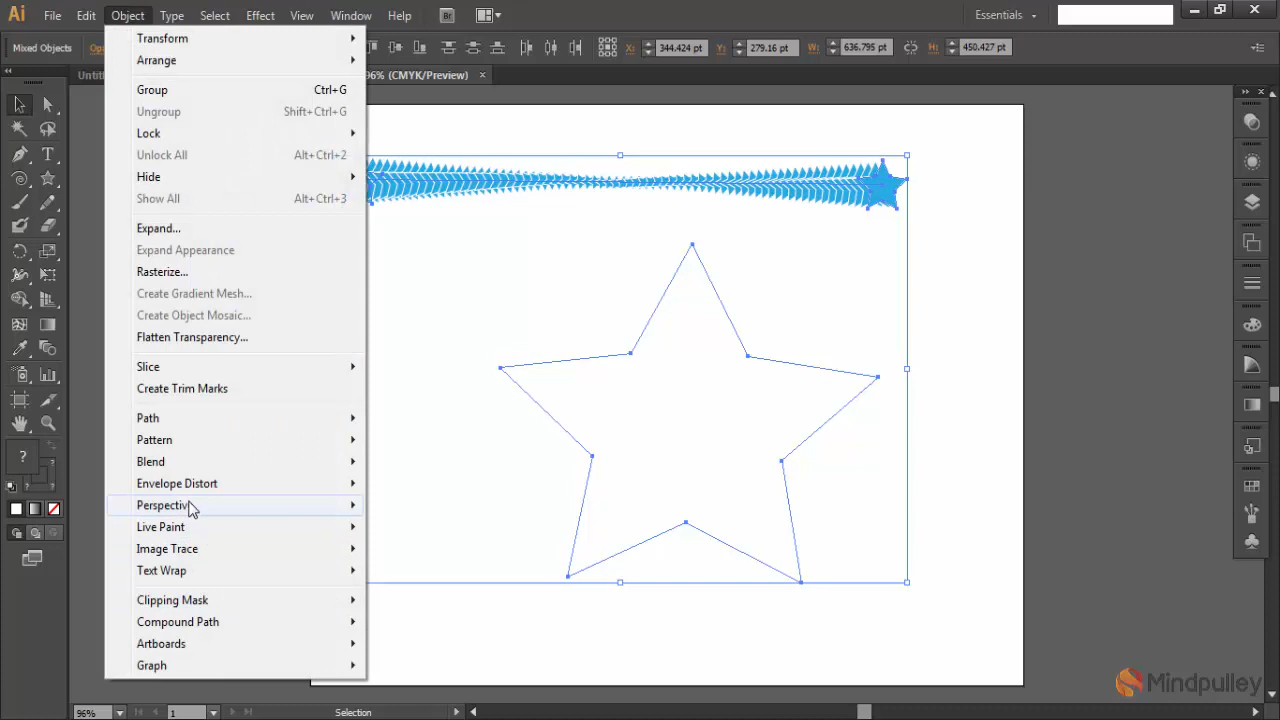 Ai File Edit Object Type Select Effect View Window Help Br Essentials
Mixed Objects X: 344.424 pt Y: 279.16 pt W: 636.795 pt H: 450.427 pt
96% (CMYK/Preview)
Transform
Arrange
Group Ctrl+G
Ungroup Shift+Ctrl+G
Lock
Unlock All Alt+Ctrl+2
Hide
Show All Alt+Ctrl+3
Expand...
Expand Appearance
Rasterize...
Create Gradient Mesh...
Create Object Mosaic...
Flatten Transparency...
Slice
Create Trim Marks
Path
Pattern
Blend
Envelope Distort
Perspective
Live Paint
Image Trace
Text Wrap
Clipping Mask
Compound Path
Artboards
Graph
Mindpulley
96% 1 Selection